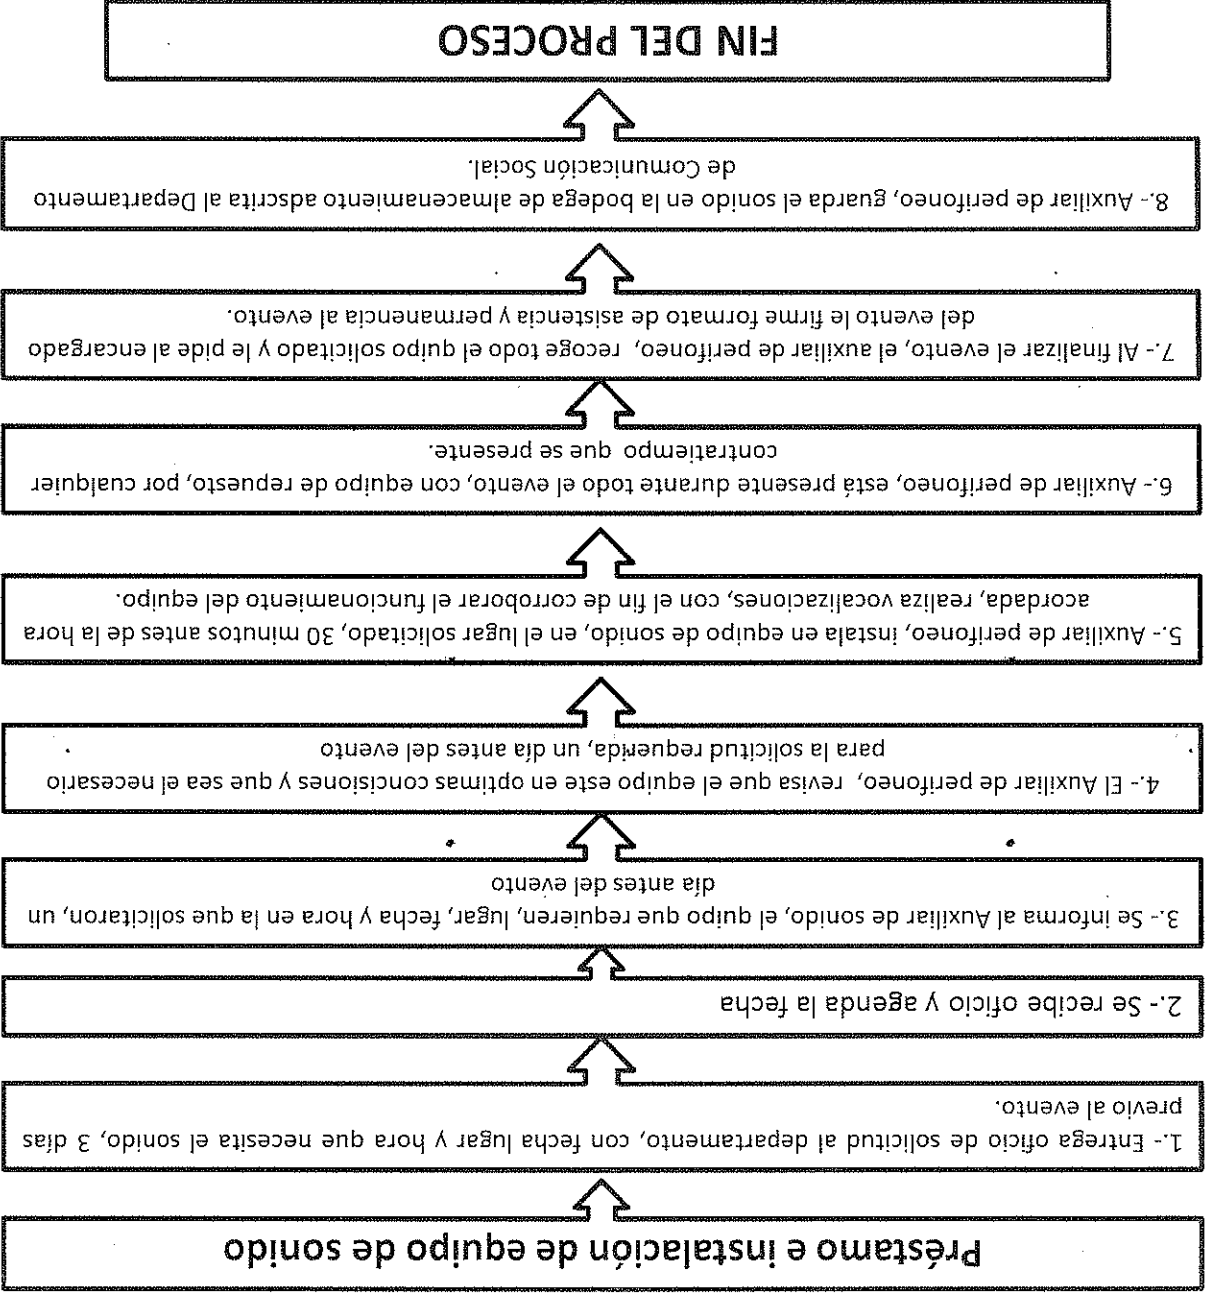 Préstamo e instalación de equipo de sonido
1.- Entrega oficio de solicitud al departamento, con fecha lugar y hora que necesita el sonido, 3 días
previo al evento.
2.- Se recibe oficio y agenda la fecha
3.- Se informa al Auxiliar de sonido, el quipo que requieren, lugar, fecha y hora en la que solicitaron, un
día antes del evento
4.- El Auxiliar de perifoneo, revisa que el equipo este en optimas concisiones y que sea el necesario
para la solicitud requerida, un día antes del evento
5.- Auxiliar de perifoneo, instala en equipo de sonido, en el lugar solicitado, 30 minutos antes de la hora
acordada, realiza vocalizaciones, con el fin de corroborar el funcionamiento del equipo.
6.- Auxiliar de perifoneo, está presente durante todo el evento, con equipo de repuesto, por cualquier
contratiempo que se presente.
7.- Al finalizar el evento, el auxiliar de perifoneo, recoge todo el quipo solicitado y le pide al encargado
del evento le firme formato de asistencia y permanencia al evento.
8.- Auxiliar de perifoneo, guarda el sonido en la bodega de almacenamiento adscrita al Departamento
de Comunicación Social.
FIN DEL PROCESO